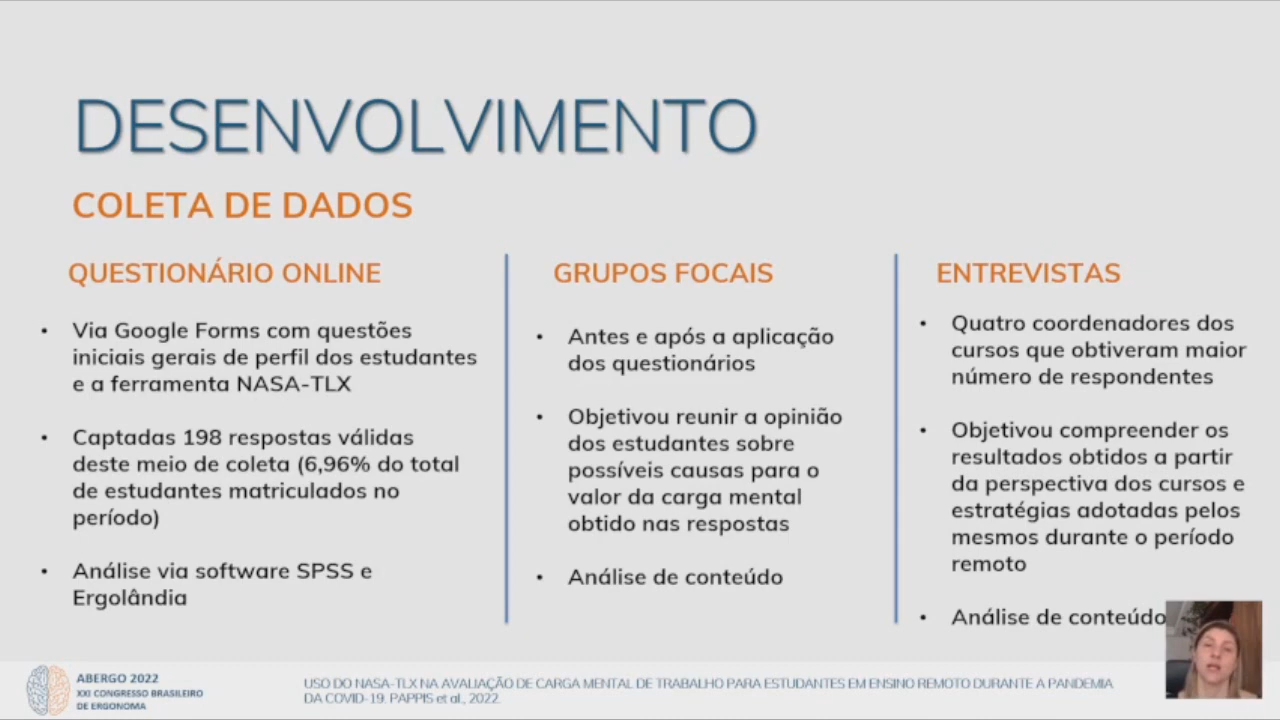 DESENVOLVIMENTO
COLETA DE DADOS
QUESTIONÁRIO ONLINE
• Via Google Forms com questões
iniciais gerais de perfil dos estudantes
e a ferramenta NASA-TLX
• Captadas 198 respostas válidas
deste meio de coleta (6,96% do total
de estudantes matriculados no
período)
• Análise via software SPSS e
Ergolândia
GRUPOS FOCAIS
• Antes e após a aplicação
dos questionários
• Objetivou reunir a opinião
dos estudantes sobre
possíveis causas para o
valor da carga mental
obtido nas respostas
• Análise de conteúdo
ENTREVISTAS
• Quatro coordenadores dos
cursos que obtiveram maior
número de respondentes
• Objetivou compreender os
resultados obtidos a partir
da perspectiva dos cursos e
estratégias adotadas pelos
mesmos durante o período
remoto
• Análise de conteúdo
ABERGO 2022
XXI CONGRESSO BRASILEIRO
DE ERGONOMA
USO DO NASA-TLX NA AVALIAÇÃO DE CARGA MENTAL DE TRABALHO PARA ESTUDANTES EM ENSINO REMOTO DURANTE A PANDEMIA
DA COVID-19. PAPPIS et al., 2022.